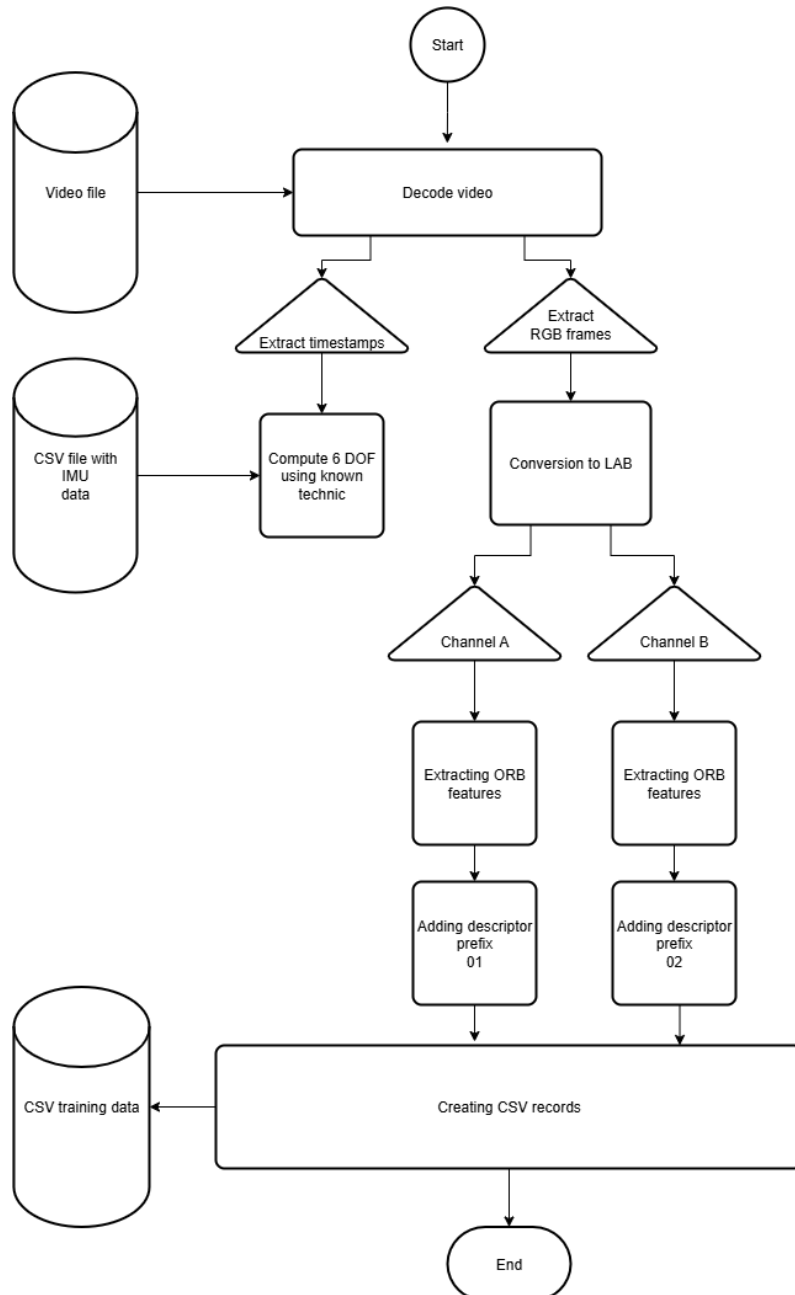 Start
Video file
Decode video
Extract timestamps
Extract
RGB frames
CSV file with
IMU
data
Compute 6 DOF
using known
technic
Conversion to LAB
Channel A
Channel B
Extracting ORB
features
Extracting ORB
features
Adding descriptor
prefix
01
Adding descriptor
prefix
02
CSV training data
Creating CSV records
End